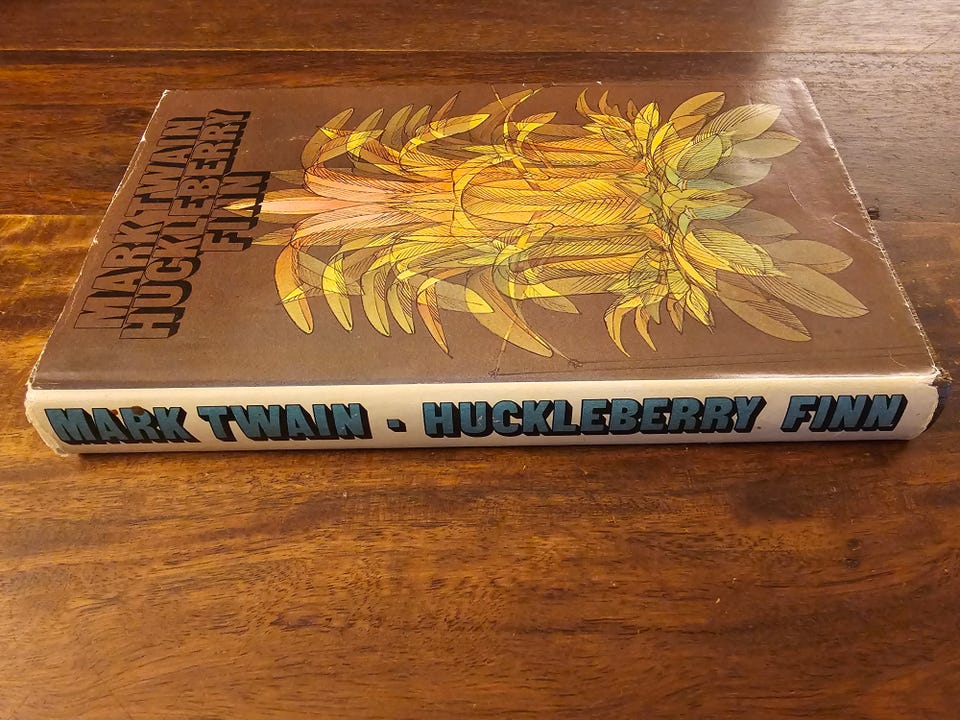 MARK TWAIN
HUCKLEBERRY
FINN
MARK TWAIN · HUCKLEBERRY FINN